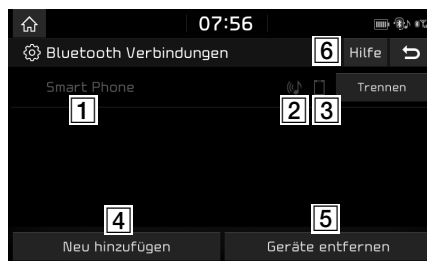 07:56
Bluetooth Verbindungen 6 Hilfe
Smart Phone Trennen
1 2 3
4 5
Neu hinzufügen Geräte entfernen